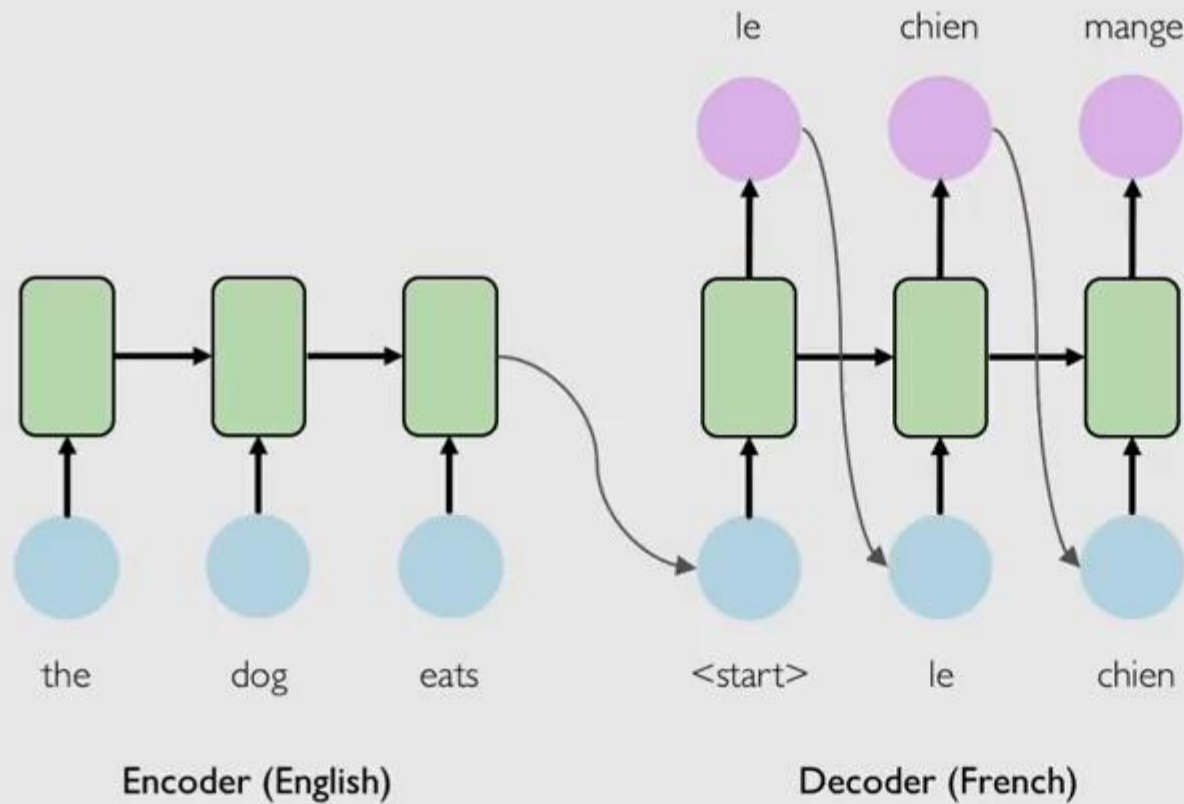 le chien mange
the dog eats <start> le chien
Encoder (English) Decoder (French)